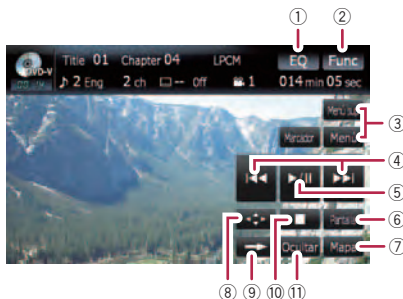 ① ②
DVD-V Title 01 Chapter 04 LPCM EQ Func
♪ 2 Eng 2 ch -- Off 1 014 min 05 sec
③
Marcador Menú
④
⑤
Pantalla ⑥
Ocultar Mapa ⑦
⑧ ⑨ ⑩ ⑪